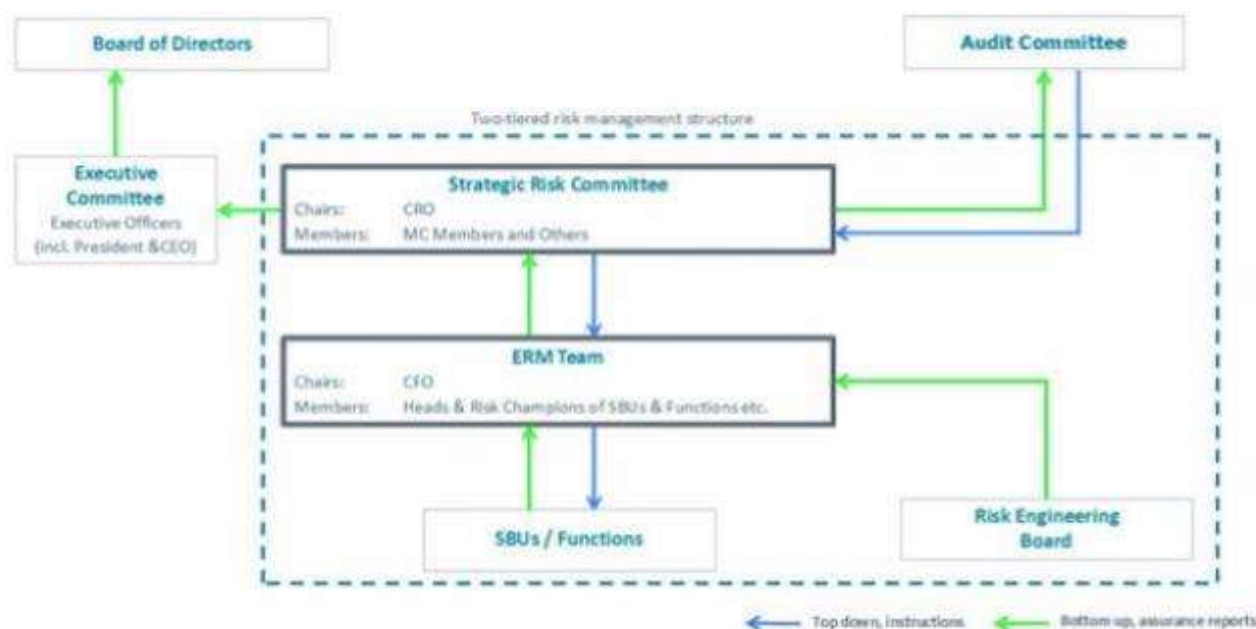 Board of Directors
Audit Committee
Two-tiered risk management structure
Executive
Committee
Executive Officers
(incl. President &CEO)
Strategic Risk Committee
Chairs: CRO
Members: MC Members and Others
ERM Team
Chairs: CFO
Members: Heads & Risk Champions of SBUs & Functions etc.
SBUs / Functions
Risk Engineering
Board
Top down, instructions
Bottom up, assurance reports